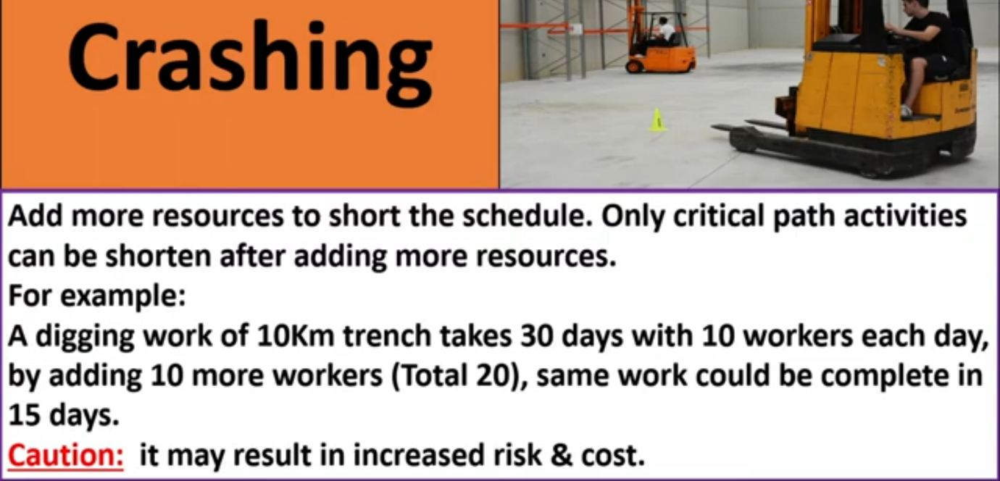 Crashing
Add more resources to short the schedule. Only critical path activities
can be shorten after adding more resources.
For example:
A digging work of 10Km trench takes 30 days with 10 workers each day,
by adding 10 more workers (Total 20), same work could be complete in
15 days.
Caution: it may result in increased risk & cost.